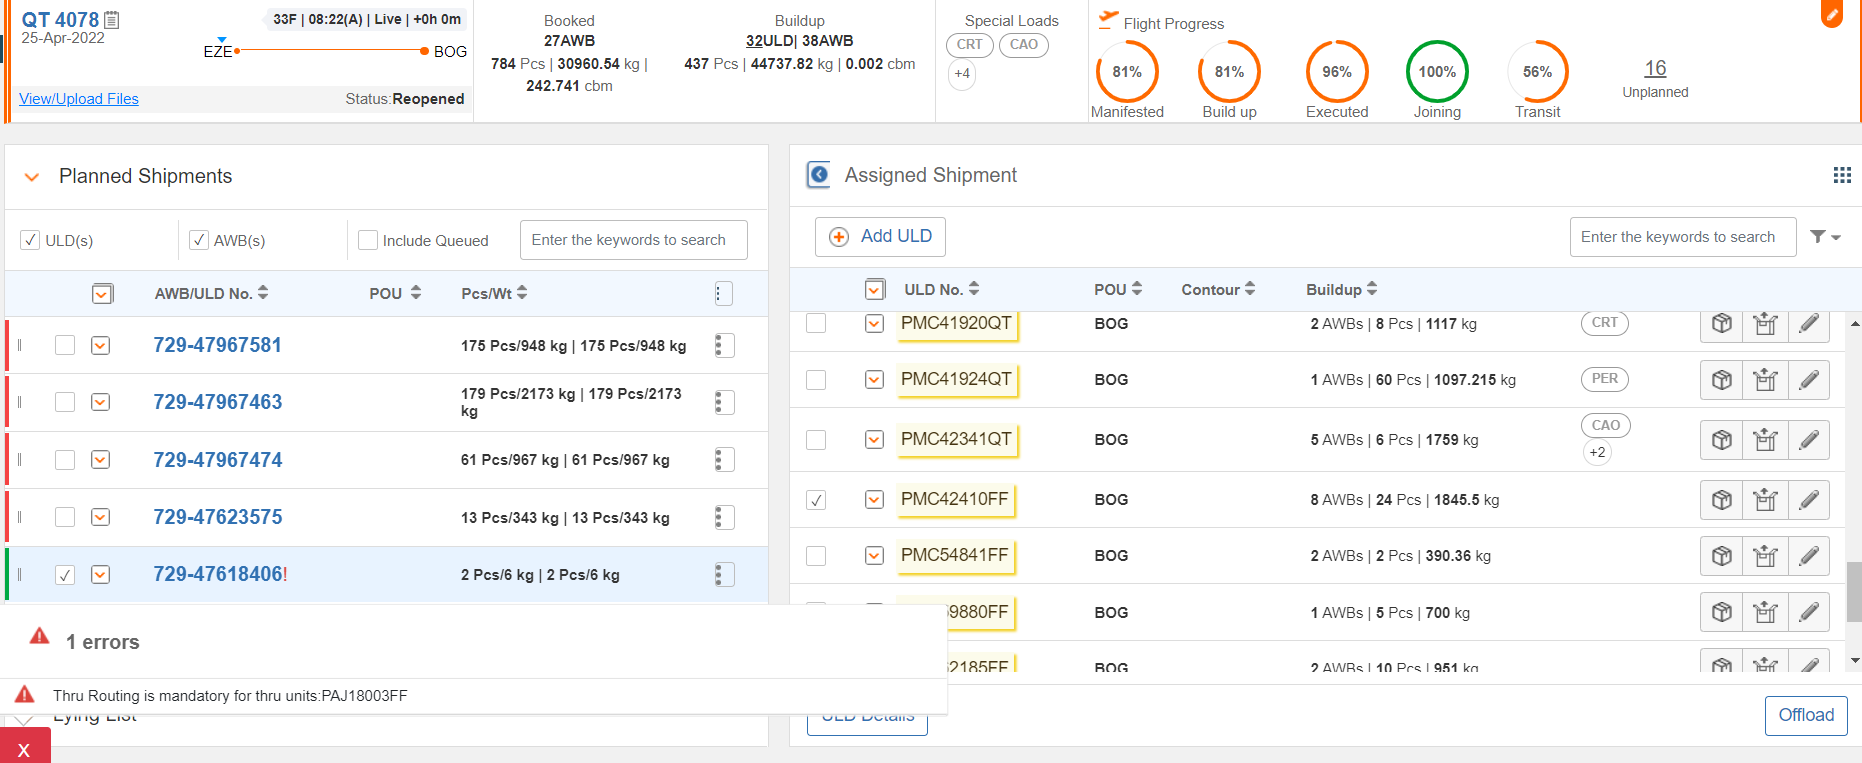 QT 4078
25-Apr-2022
33F | 08:22(A) | Live | +0h 0m
EZE
BOG
View/Upload Files
Status:Reopened
Booked
27AWB
784 Pcs | 30960.54 kg |
242.741 cbm
Buildup
32ULD| 38AWB
437 Pcs | 44737.82 kg | 0.002 cbm
Special Loads
CRT
CAO
+4
Flight Progress
81%
Manifested
81%
Build up
96%
Executed
100%
Joining
56%
Transit
16
Unplanned
Planned Shipments
ULD(s)
AWB(s)
Include Queued
Enter the keywords to search
AWB/ULD No.
POU
Pcs/Wt
729-47967581
175 Pcs/948 kg | 175 Pcs/948 kg
729-47967463
179 Pcs/2173 kg | 179 Pcs/2173
kg
729-47967474
61 Pcs/967 kg | 61 Pcs/967 kg
729-47623575
13 Pcs/343 kg | 13 Pcs/343 kg
729-47618406!
2 Pcs/6 kg | 2 Pcs/6 kg
1 errors
Thru Routing is mandatory for thru units:PAJ18003FF
Lying List
X
Assigned Shipment
Add ULD
Enter the keywords to search
ULD No.
POU
Contour
Buildup
PMC41920QT
BOG
2 AWBs | 8 Pcs | 1117 kg
CRT
PMC41924QT
BOG
1 AWBs | 60 Pcs | 1097.215 kg
PER
PMC42341QT
BOG
5 AWBs | 6 Pcs | 1759 kg
CAO
+2
PMC42410FF
BOG
8 AWBs | 24 Pcs | 1845.5 kg
PMC54841FF
BOG
2 AWBs | 2 Pcs | 390.36 kg
9880FF
BOG
1 AWBs | 5 Pcs | 700 kg
2185FF
BOG
2 AWBs | 10 Pcs | 951 kg
ULD Details
Offload